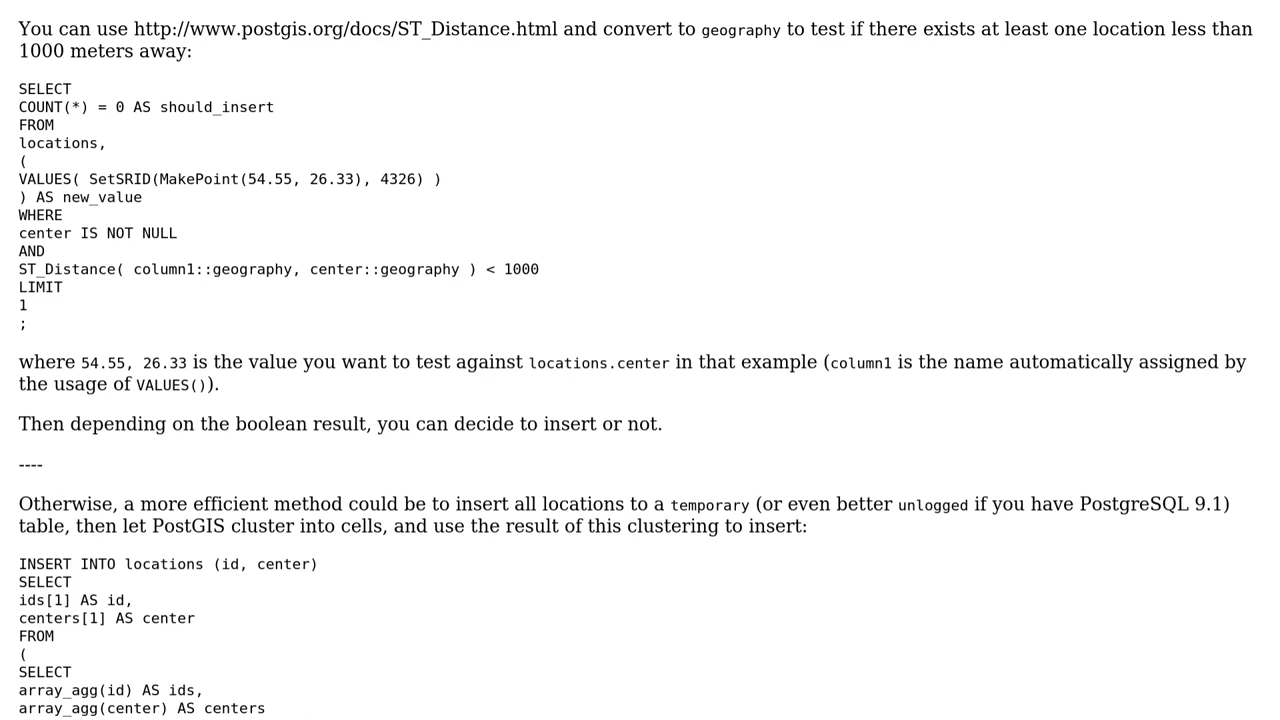 You can use http://www.postgis.org/docs/ST_Distance.html and convert to geography to test if there exists at least one location less than
1000 meters away:
SELECT
COUNT(*) = 0 AS should_insert
FROM
locations,
(
VALUES( SetSRID(MakePoint(54.55, 26.33), 4326) )
) AS new_value
WHERE
center IS NOT NULL
AND
ST_Distance( column1::geography, center::geography ) < 1000
LIMIT
1
;
where 54.55, 26.33 is the value you want to test against locations.center in that example (column1 is the name automatically assigned by
the usage of VALUES()).
Then depending on the boolean result, you can decide to insert or not.
----
Otherwise, a more efficient method could be to insert all locations to a temporary (or even better unlogged if you have PostgreSQL 9.1)
table, then let PostGIS cluster into cells, and use the result of this clustering to insert:
INSERT INTO locations (id, center)
SELECT
ids[1] AS id,
centers[1] AS center
FROM
(
SELECT
array_agg(id) AS ids,
array_agg(center) AS centers